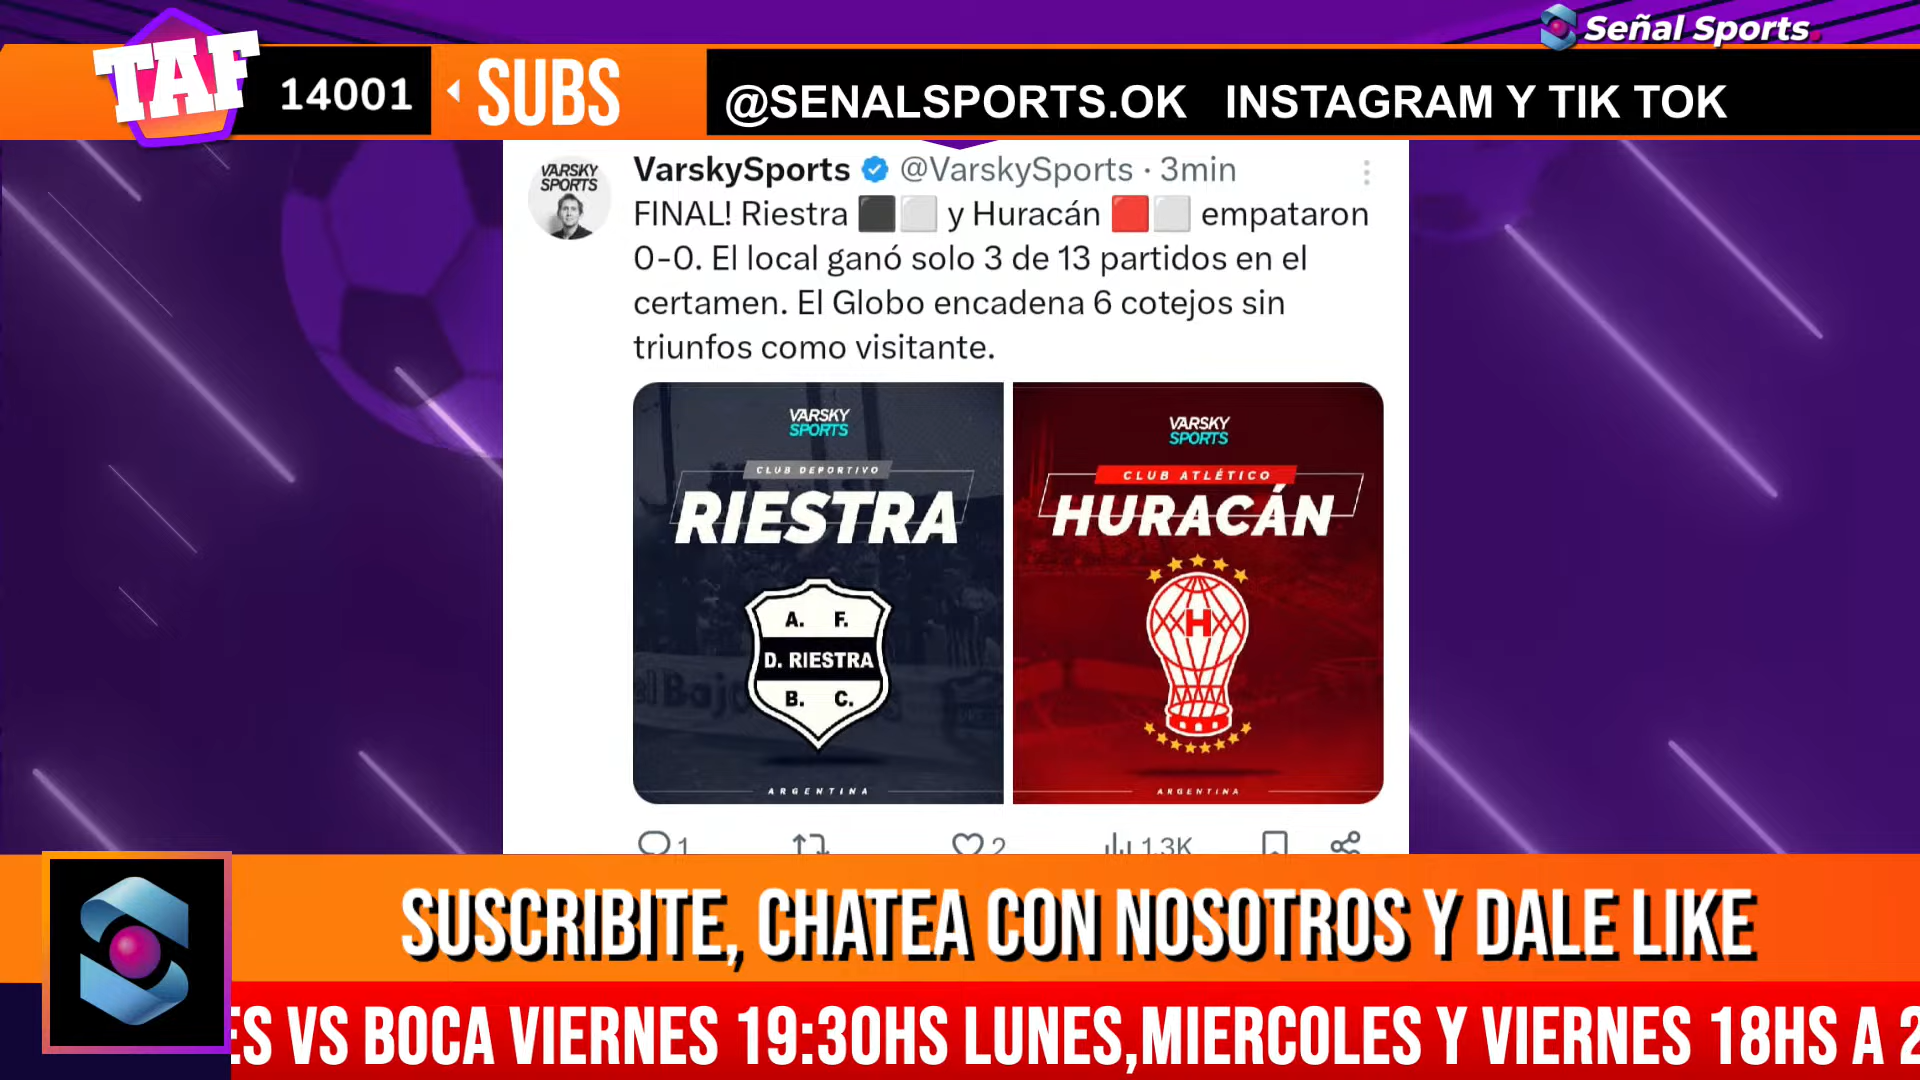 Señal Sports.
TAF
14001
SUBS
@SENALSPORTS.OK INSTAGRAM Y TIK TOK
VARSKY
SPORTS
VarskySports @VarskySports · 3min
FINAL! Riestra ⬛⬜ y Huracán 🟥⬜ empataron
0-0. El local ganó solo 3 de 13 partidos en el
certamen. El Globo encadena 6 cotejos sin
triunfos como visitante.
VARSKY
SPORTS
CLUB DEPORTIVO
RIESTRA
A. F.
D. RIESTRA
B. C.
ARGENTINA
VARSKY
SPORTS
CLUB ATLÉTICO
HURACÁN
H
ARGENTINA
1 2 1.3K
SUSCRIBITE, CHATEA CON NOSOTROS Y DALE LIKE
ES VS BOCA VIERNES 19:30HS LUNES,MIERCOLES Y VIERNES 18HS A 2